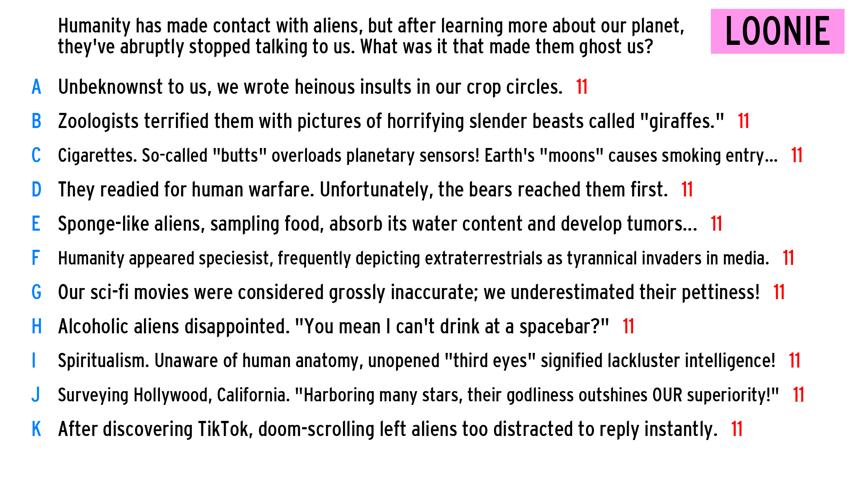 Humanity has made contact with aliens, but after learning more about our planet,
they've abruptly stopped talking to us. What was it that made them ghost us?
LOONIE
A Unbeknownst to us, we wrote heinous insults in our crop circles. 11
B Zoologists terrified them with pictures of horrifying slender beasts called "giraffes." 11
C Cigarettes. So-called "butts" overloads planetary sensors! Earth's "moons" causes smoking entry... 11
D They readied for human warfare. Unfortunately, the bears reached them first. 11
E Sponge-like aliens, sampling food, absorb its water content and develop tumors... 11
F Humanity appeared speciesist, frequently depicting extraterrestrials as tyrannical invaders in media. 11
G Our sci-fi movies were considered grossly inaccurate; we underestimated their pettiness! 11
H Alcoholic aliens disappointed. "You mean I can't drink at a spacebar?" 11
I Spiritualism. Unaware of human anatomy, unopened "third eyes" signified lackluster intelligence! 11
J Surveying Hollywood, California. "Harboring many stars, their godliness outshines OUR superiority!" 11
K After discovering TikTok, doom-scrolling left aliens too distracted to reply instantly. 11